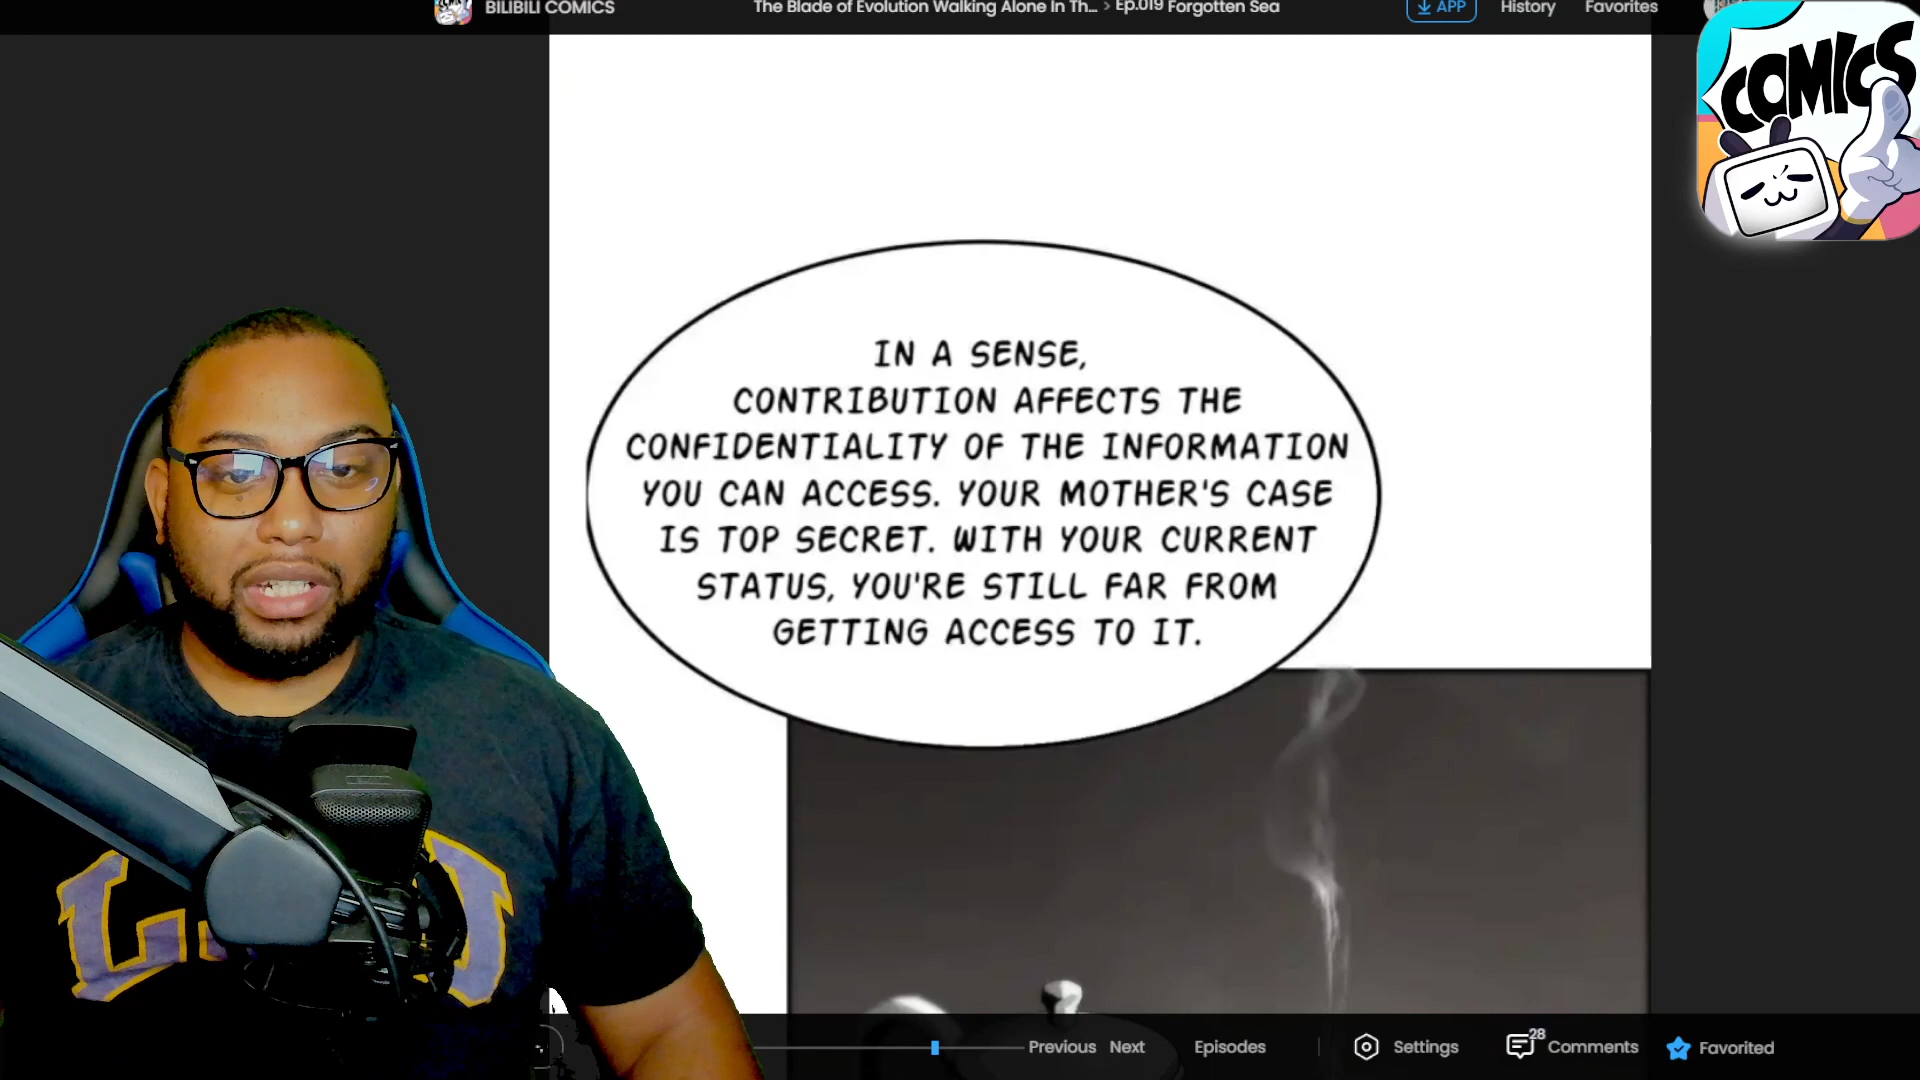 BILIBILI COMICS
The Blade of Evolution Walking Alone In Th... > Ep.019 Forgotten Sea
APP
History
Favorites
COMICS
IN A SENSE,
CONTRIBUTION AFFECTS THE
CONFIDENTIALITY OF THE INFORMATION
YOU CAN ACCESS. YOUR MOTHER'S CASE
IS TOP SECRET. WITH YOUR CURRENT
STATUS, YOU'RE STILL FAR FROM
GETTING ACCESS TO IT.
Previous Next
Episodes
Settings
28
Comments
Favorited